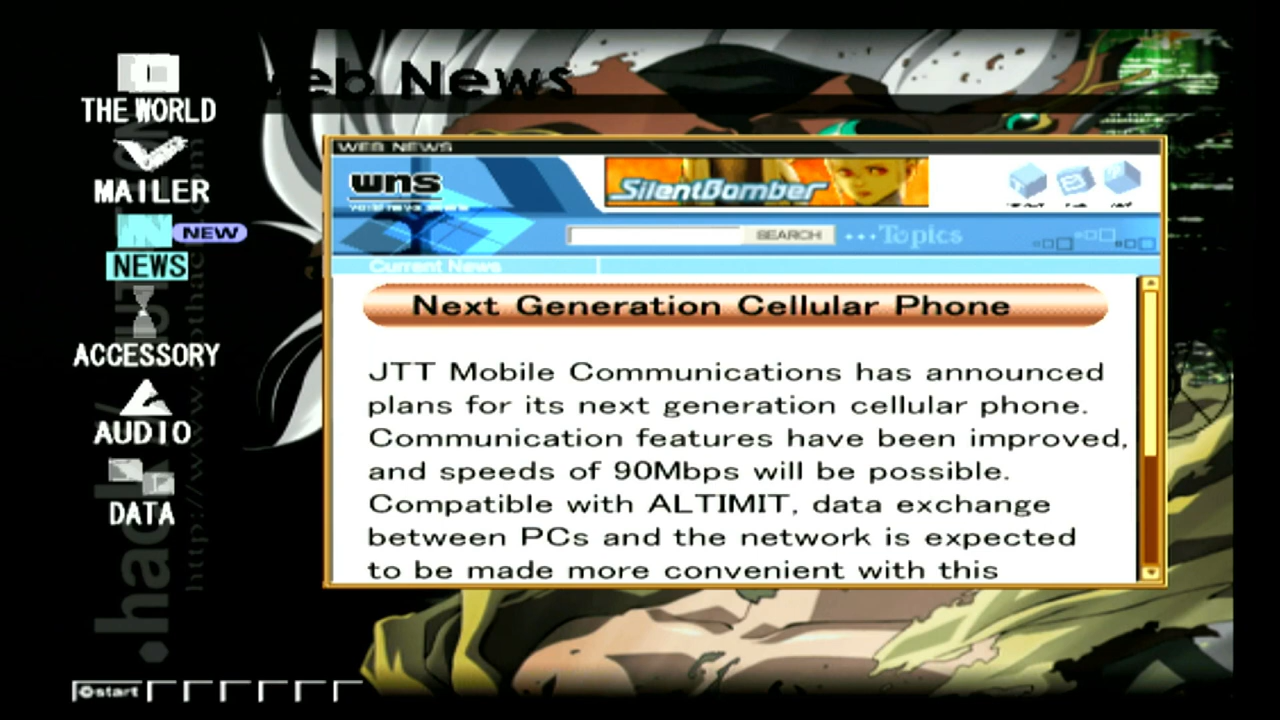 Web News
THE WORLD
MAILER
NEW
NEWS
ACCESSORY
AUDIO
DATA
WEB NEWS
wns
SilentBomber
SEARCH
...Topics
Current News
Next Generation Cellular Phone
JTT Mobile Communications has announced
plans for its next generation cellular phone.
Communication features have been improved,
and speeds of 90Mbps will be possible.
Compatible with ALTIMIT, data exchange
between PCs and the network is expected
to be made more convenient with this
.hack
start